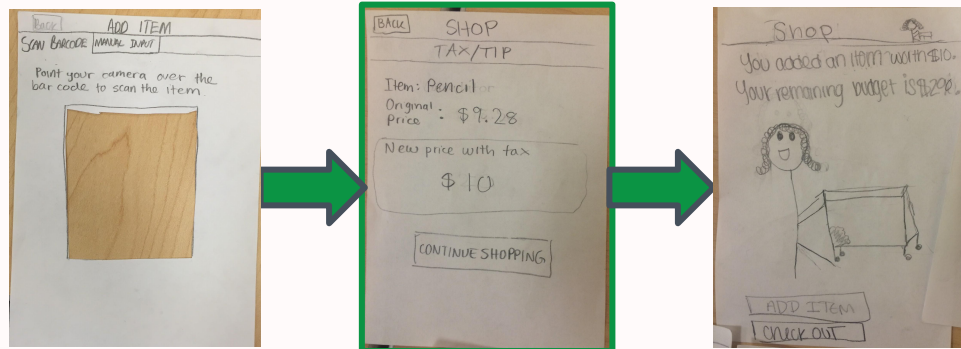 BACK
ADD ITEM
SCAN BARCODE
MANUAL INPUT
Point your camera over the
bar code to scan the item.
BACK
SHOP
TAX/TIP
Item: Pencil
Original
Price : $9.28
New price with tax
$10
CONTINUE SHOPPING
Shop
You added an item worth $10.
Your remaining budget is
ADD ITEM
CHECK OUT